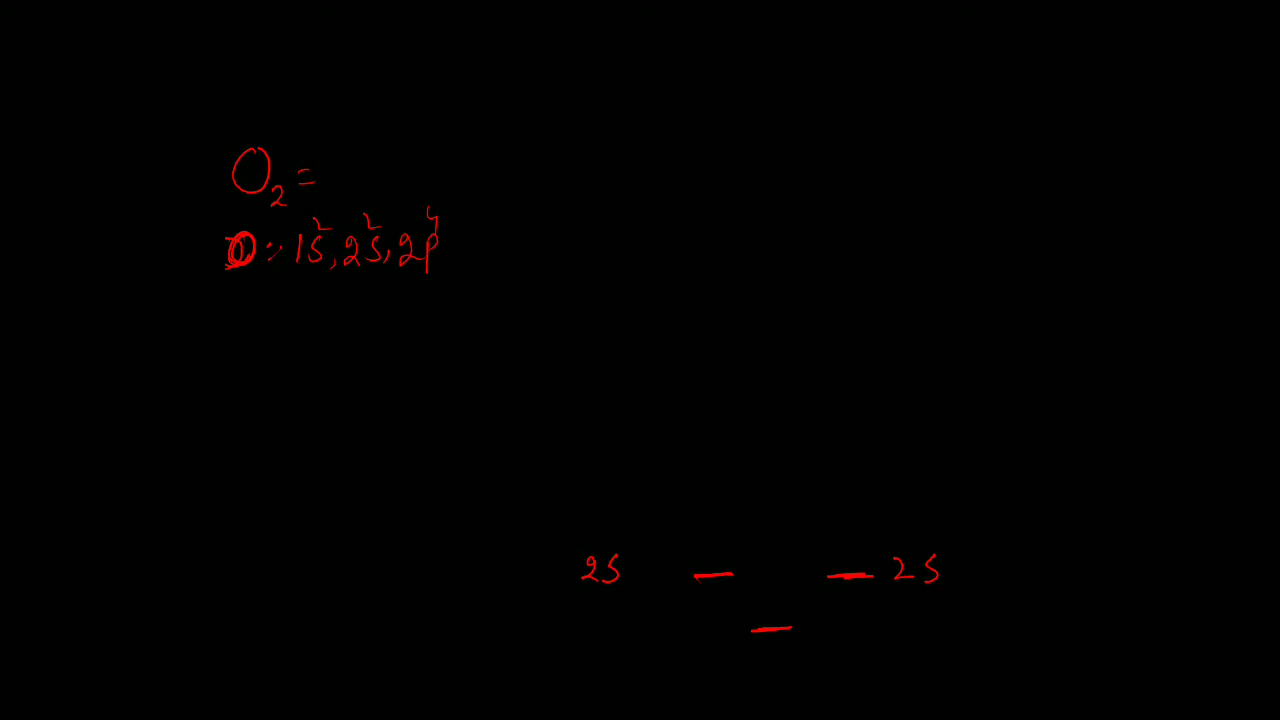 O₂ =
O : 1s², 2s², 2p⁴
2s 2s